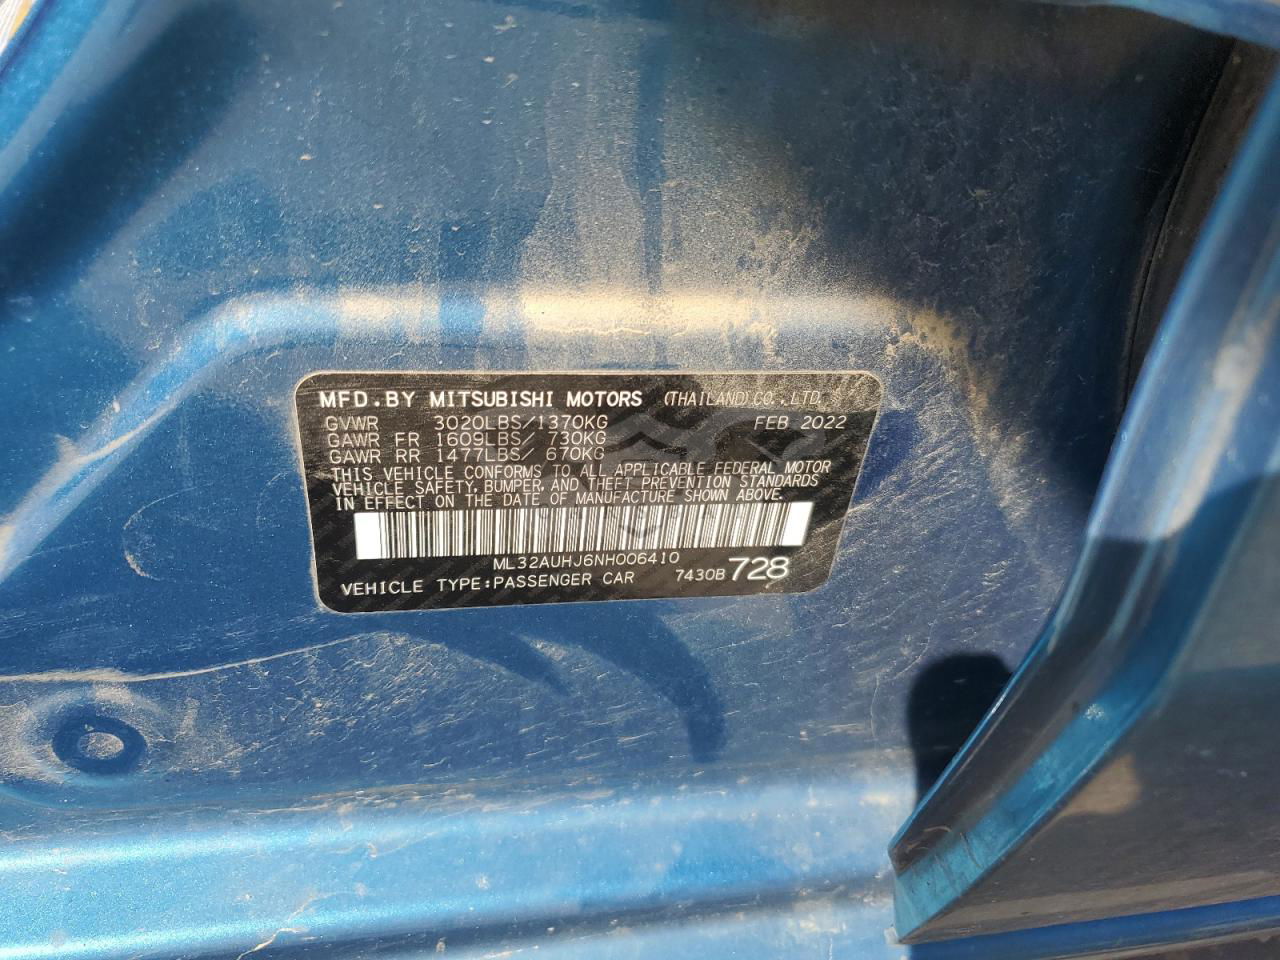 MFD.BY MITSUBISHI MOTORS (THAILAND) CO., LTD.
GVWR 3020LBS/1370KG FEB 2022
GAWR FR 1609LBS/ 730KG
GAWR RR 1477LBS/ 670KG
THIS VEHICLE CONFORMS TO ALL APPLICABLE FEDERAL MOTOR
VEHICLE SAFETY, BUMPER, AND THEFT PREVENTION STANDARDS
IN EFFECT ON THE DATE OF MANUFACTURE SHOWN ABOVE.
ML32AUHJ6NH006410
VEHICLE TYPE:PASSENGER CAR 7430B 728